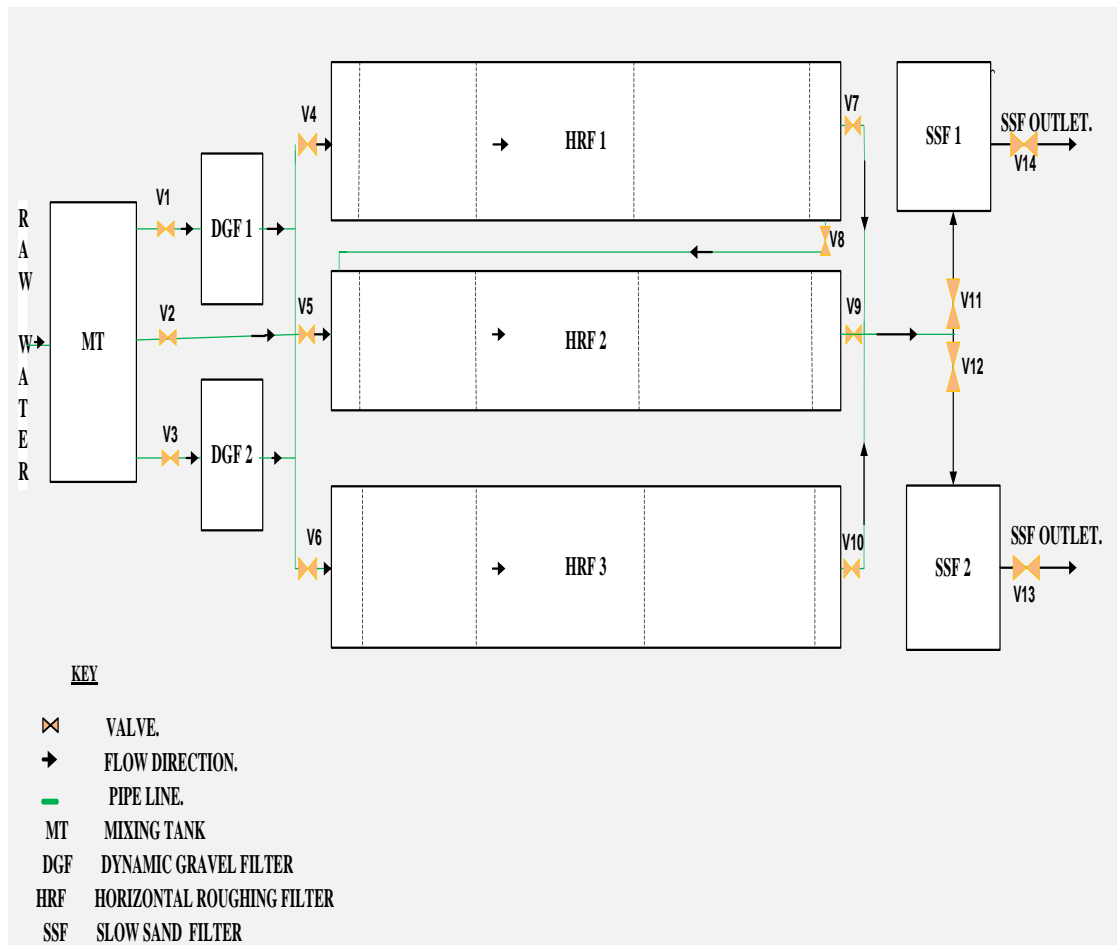 RAW WATER
MT
V1
V2
V3
DGF 1
DGF 2
V4
V5
V6
HRF 1
HRF 2
HRF 3
V7
V8
V9
V10
SSF 1
SSF OUTLET.
V14
V11
V12
SSF 2
SSF OUTLET.
V13
KEY
VALVE.
FLOW DIRECTION.
PIPE LINE.
MT MIXING TANK
DGF DYNAMIC GRAVEL FILTER
HRF HORIZONTAL ROUGHING FILTER
SSF SLOW SAND FILTER